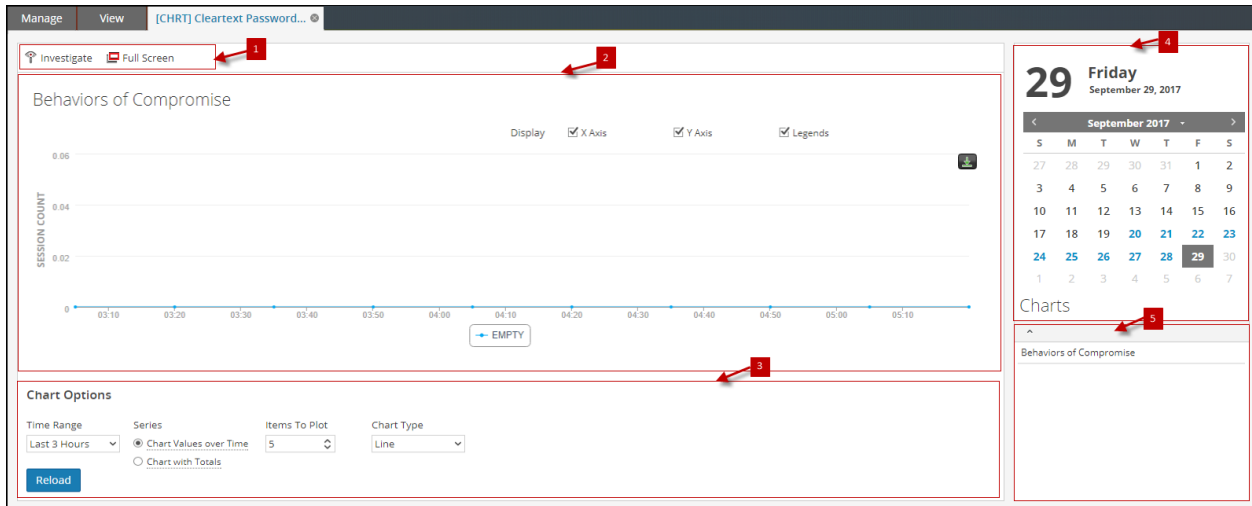 Manage View [CHRT] Cleartext Password...
1
Investigate Full Screen
2
Behaviors of Compromise
Display X Axis Y Axis Legends
SESSION COUNT
0.06
0.04
0.02
0
03:10 03:20 03:30 03:40 03:50 04:00 04:10 04:20 04:30 04:40 04:50 05:00 05:10
EMPTY
3
Chart Options
Time Range Series Items To Plot Chart Type
Last 3 Hours Chart Values over Time 5 Line
Chart with Totals
Reload
4
29 Friday
September 29, 2017
September 2017
S M T W T F S
27 28 29 30 31 1 2
3 4 5 6 7 8 9
10 11 12 13 14 15 16
17 18 19 20 21 22 23
24 25 26 27 28 29 30
1 2 3 4 5 6 7
Charts
5
Behaviors of Compromise